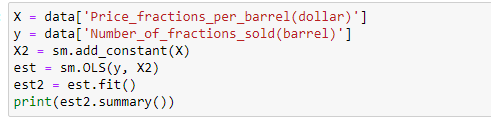 X = data['Price_fractions_per_barrel(dollar)']
y = data['Number_of_fractions_sold(barrel)']
X2 = sm.add_constant(X)
est = sm.OLS(y, X2)
est2 = est.fit()
print(est2.summary())